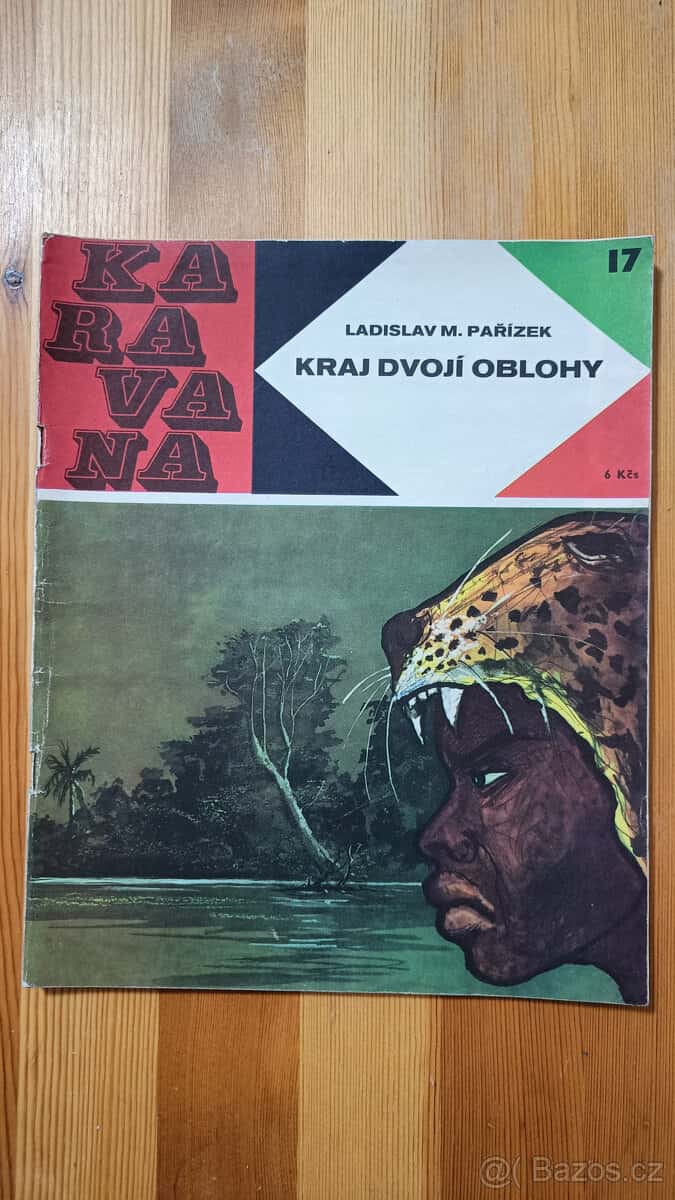 KA
RA
VA
NA
17
LADISLAV M. PAŘÍZEK
KRAJ DVOJÍ OBLOHY
6 Kčs
Bazos.cz